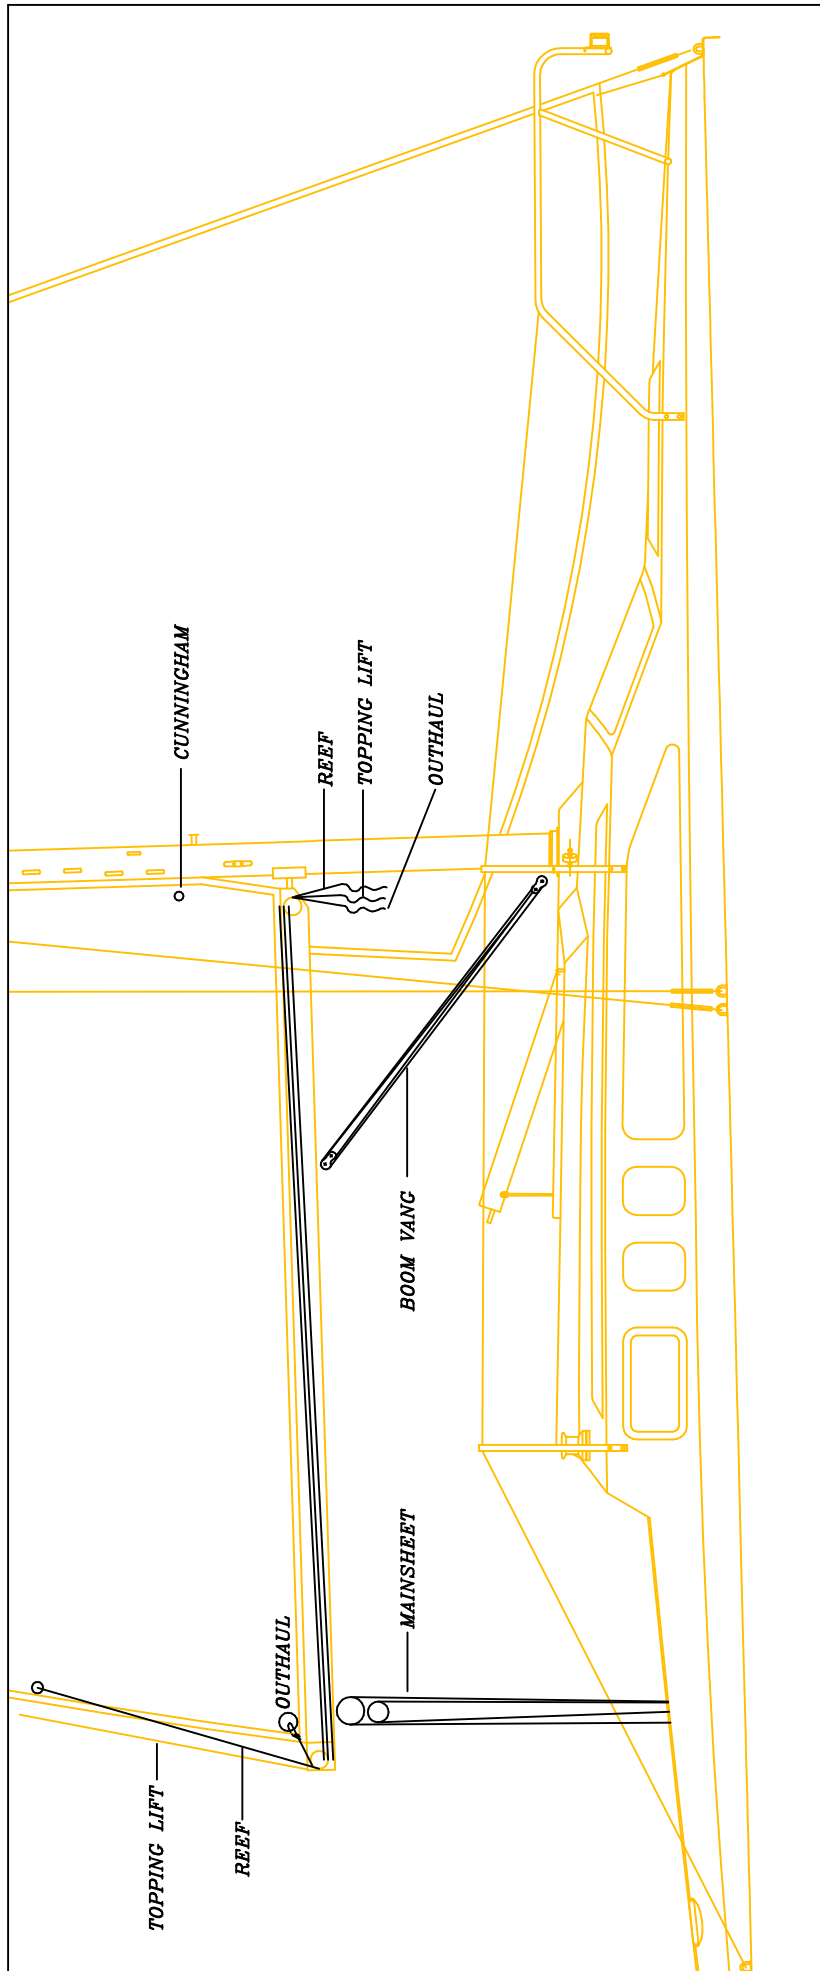 CUNNINGHAM
REEF
TOPPING LIFT
OUTHAUL
BOOM VANG
MAINSHEET
OUTHAUL
REEF
TOPPING LIFT